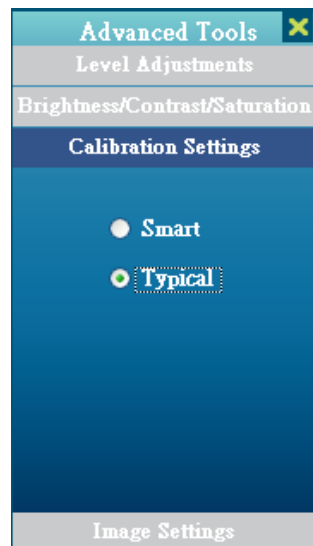 Advanced Tools
Level Adjustments
Brightness/Contrast/Saturation
Calibration Settings
Smart
Typical
Image Settings